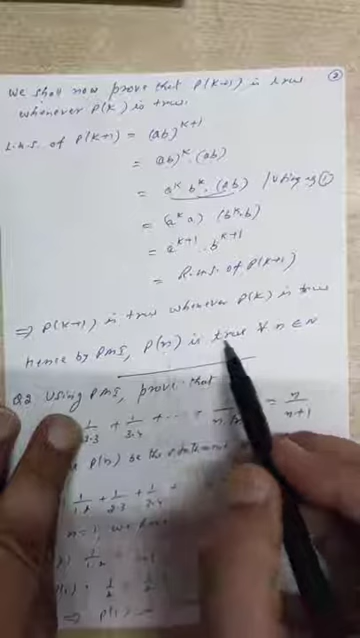 ②
We shall now prove that P(k+1) is true
whenever P(k) is true.
L.H.S. of P(k+1) = (ab)^{k+1}
= (ab)^k · (ab)
= a^k b^k · (ab) | Using eq ①
= (a^k a) (b^k · b)
= a^{k+1} · b^{k+1}
= R.H.S. of P(k+1)
⇒ P(k+1) is true whenever P(k) is true
hence by PMI, P(n) is true ∀ n ∈ N
Q2 Using PMI, prove that
1/2.3 + 1/3.4 + ... = n/n+1
P(n) be the statement
1/1.2 + 1/2.3 + 1/3.4 +
n = 1, we have
⇒ P(1)